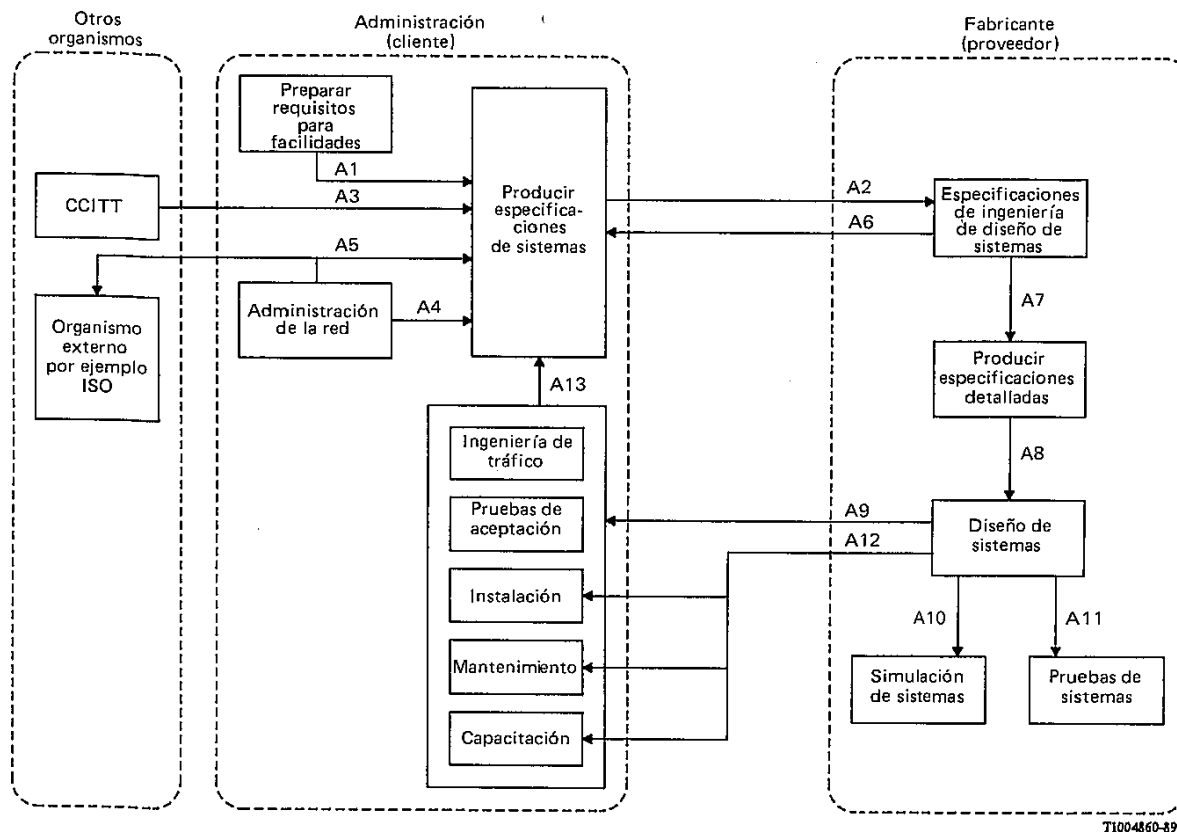 Otros
organismos
Administración
(cliente)
Fabricante
(proveedor)
Preparar
requisitos
para
facilidades
A1
CCITT
A3
A5
Administración
de la red
A4
Organismo
externo
por ejemplo
ISO
Producir
especifica-
ciones
de sistemas
A2
A6
Especificaciones
de ingeniería
de diseño de
sistemas
A7
Producir
especificaciones
detalladas
A8
A13
Ingeniería de
tráfico
Pruebas de
aceptación
Instalación
Mantenimiento
Capacitación
A9
A12
Diseño de
sistemas
A10
A11
Simulación
de sistemas
Pruebas de
sistemas
T1004860-89